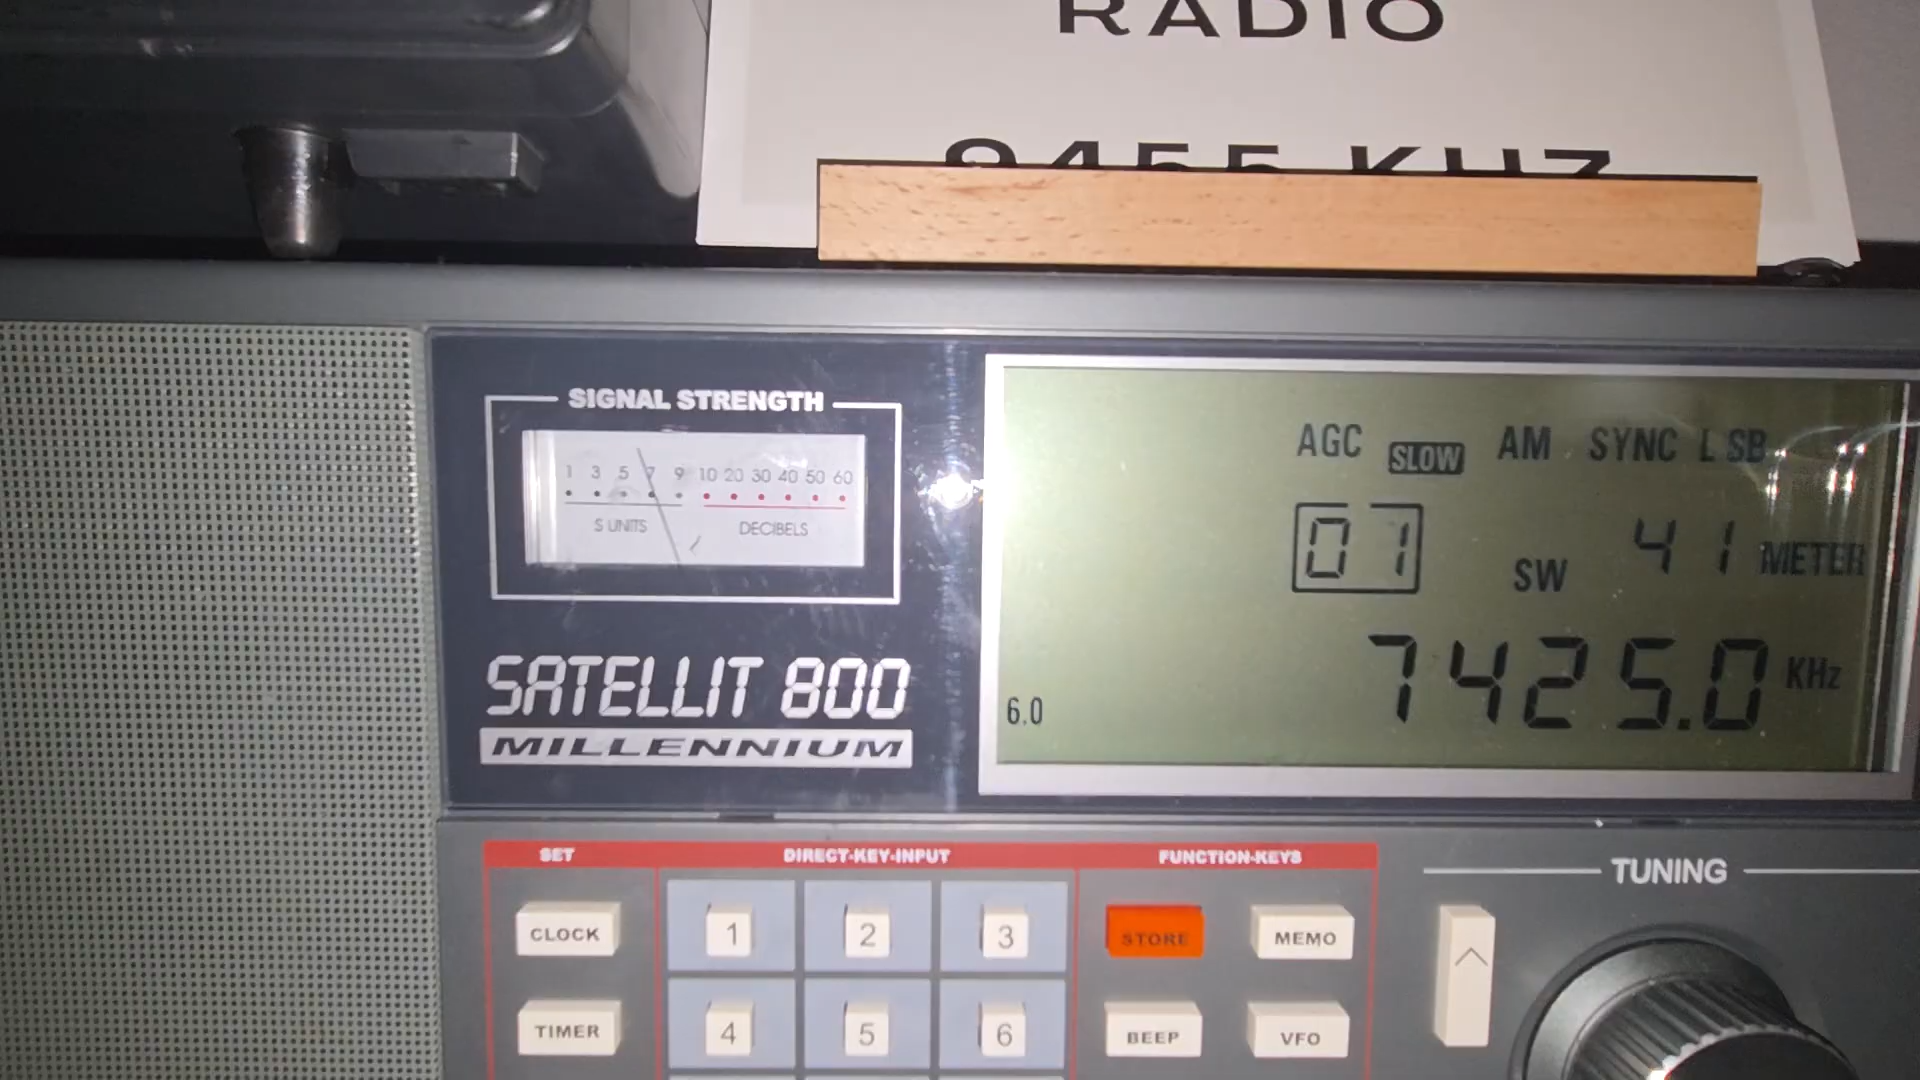 RADIO
9455 KHZ
SIGNAL STRENGTH
1 3 5 7 9 10 20 30 40 50 60
S UNITS DECIBELS
AGC SLOW AM SYNC LSB
07 SW 41 METER
7425.0 KHz
6.0
SATELLIT 800
MILLENNIUM
SET DIRECT-KEY-INPUT FUNCTION-KEYS
TUNING
CLOCK 1 2 3 STORE MEMO
TIMER 4 5 6 BEEP VFO